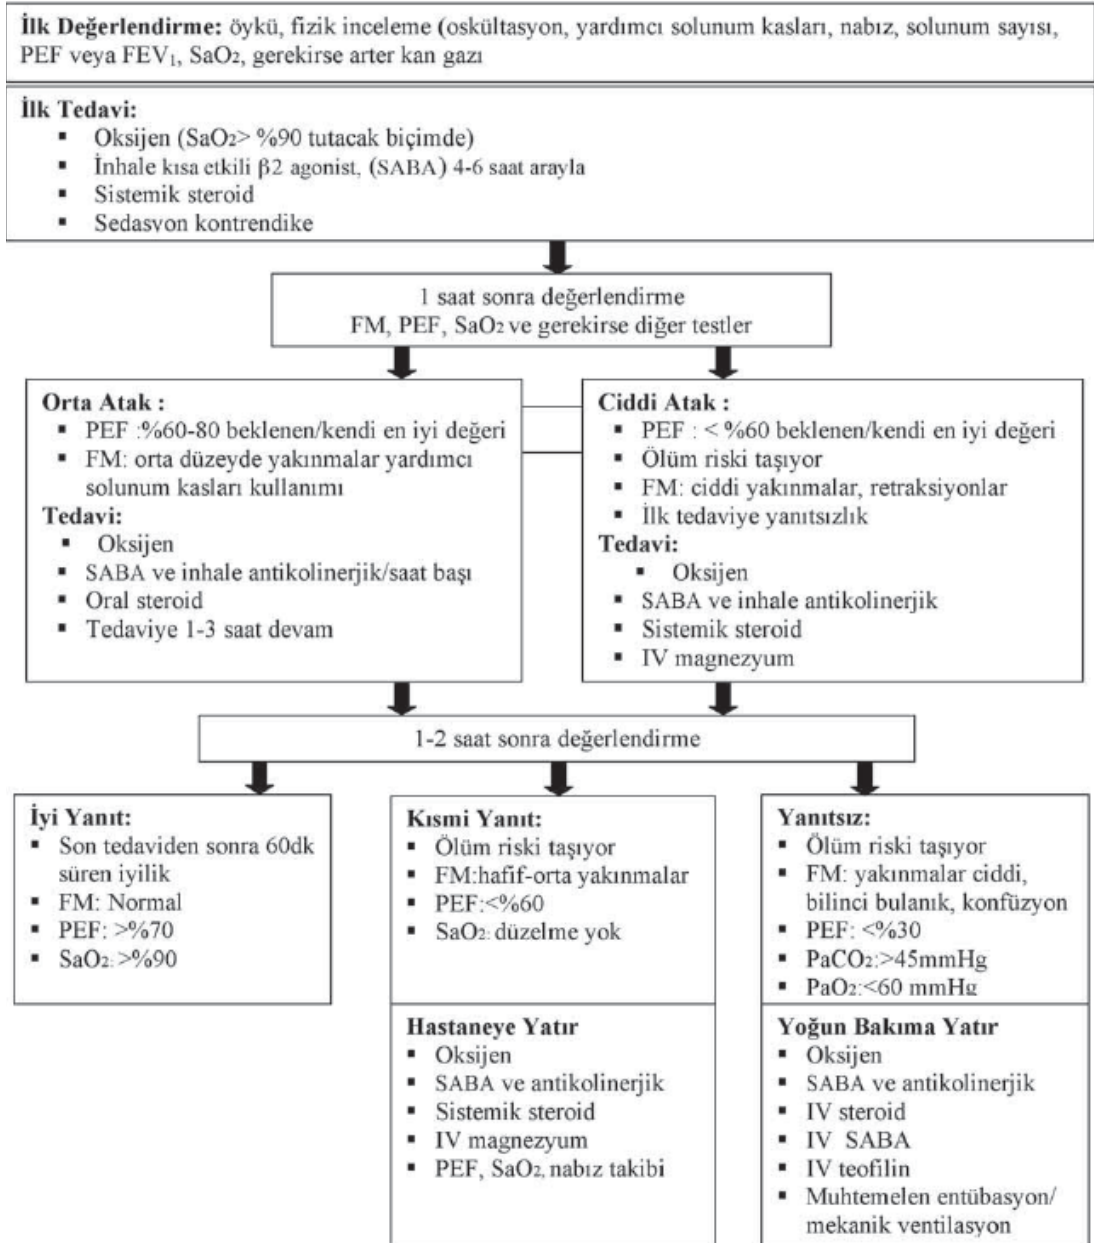 İlk Değerlendirme: öykü, fizik inceleme (oskültasyon, yardımcı solunum kasları, nabız, solunum sayısı,
PEF veya FEV₁, SaO₂, gerekirse arter kan gazı
İlk Tedavi:
▪ Oksijen (SaO₂> %90 tutacak biçimde)
▪ İnhale kısa etkili β2 agonist, (SABA) 4-6 saat arayla
▪ Sistemik steroid
▪ Sedasyon kontrendike
1 saat sonra değerlendirme
FM, PEF, SaO₂ ve gerekirse diğer testler
Orta Atak :
▪ PEF :%60-80 beklenen/kendi en iyi değeri
▪ FM: orta düzeyde yakınmalar yardımcı
solunum kasları kullanımı
Tedavi:
▪ Oksijen
▪ SABA ve inhale antikolinerjik/saat başı
▪ Oral steroid
▪ Tedaviye 1-3 saat devam
Ciddi Atak :
▪ PEF : < %60 beklenen/kendi en iyi değeri
▪ Ölüm riski taşıyor
▪ FM: ciddi yakınmalar, retraksiyonlar
▪ İlk tedaviye yanıtsızlık
Tedavi:
▪ Oksijen
▪ SABA ve inhale antikolinerjik
▪ Sistemik steroid
▪ IV magnezyum
1-2 saat sonra değerlendirme
İyi Yanıt:
▪ Son tedaviden sonra 60dk
süren iyilik
▪ FM: Normal
▪ PEF: >%70
▪ SaO₂:>%90
Kısmi Yanıt:
▪ Ölüm riski taşıyor
▪ FM:hafif-orta yakınmalar
▪ PEF:<%60
▪ SaO₂: düzelme yok
Hastaneye Yatır
▪ Oksijen
▪ SABA ve antikolinerjik
▪ Sistemik steroid
▪ IV magnezyum
▪ PEF, SaO₂, nabız takibi
Yanıtsız:
▪ Ölüm riski taşıyor
▪ FM: yakınmalar ciddi,
bilinci bulanık, konfüzyon
▪ PEF: <%30
▪ PaCO₂:>45mmHg
▪ PaO₂:<60 mmHg
Yoğun Bakıma Yatır
▪ Oksijen
▪ SABA ve antikolinerjik
▪ IV steroid
▪ IV SABA
▪ IV teofilin
▪ Muhtemelen entübasyon/
mekanik ventilasyon